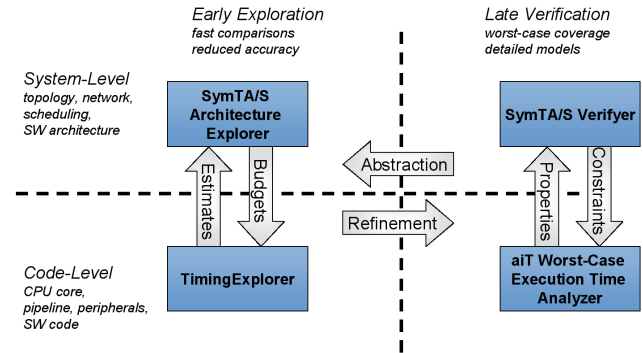 Early Exploration
fast comparisons
reduced accuracy
Late Verification
worst-case coverage
detailed models
System-Level
topology, network,
scheduling,
SW architecture
SymTA/S
Architecture
Explorer
SymTA/S Verifyer
Estimates
Budgets
Abstraction
Properties
Constraints
Refinement
Code-Level
CPU core,
pipeline, peripherals,
SW code
TimingExplorer
aiT Worst-Case
Execution Time
Analyzer